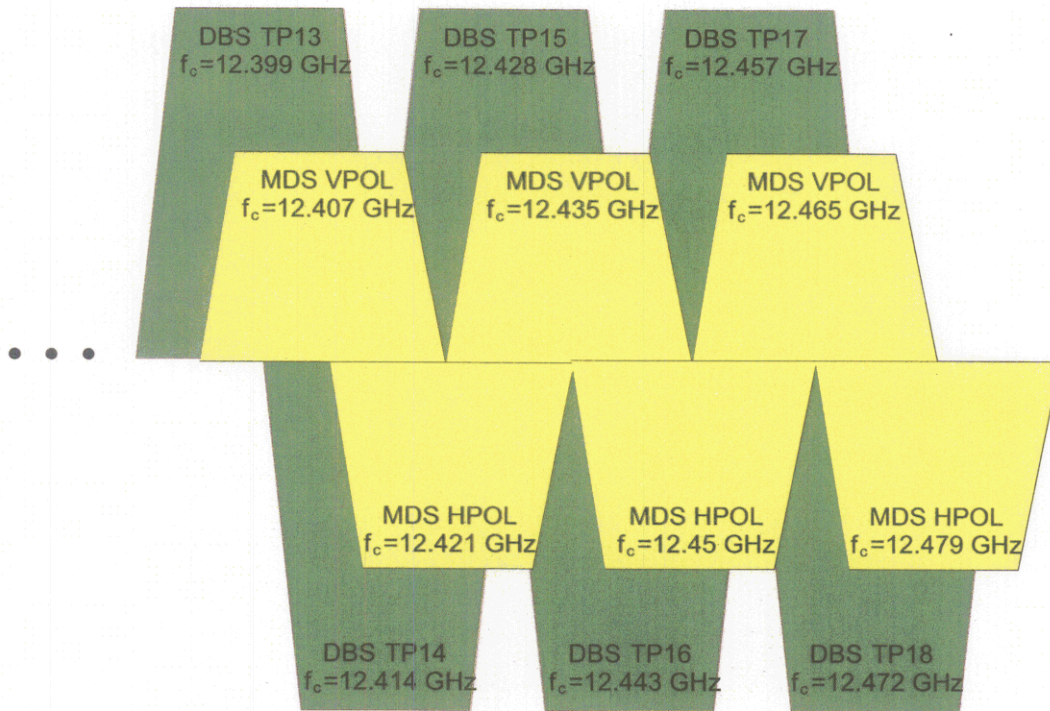 DBS TP13
fc=12.399 GHz
DBS TP15
fc=12.428 GHz
DBS TP17
fc=12.457 GHz
MDS VPOL
fc=12.407 GHz
MDS VPOL
fc=12.435 GHz
MDS VPOL
fc=12.465 GHz
MDS HPOL
fc=12.421 GHz
MDS HPOL
fc=12.45 GHz
MDS HPOL
fc=12.479 GHz
DBS TP14
fc=12.414 GHz
DBS TP16
fc=12.443 GHz
DBS TP18
fc=12.472 GHz